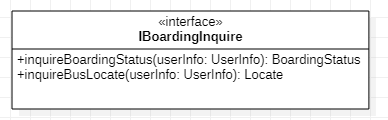 «interface»
IBoardingInquire
+inquireBoardingStatus(userInfo: UserInfo): BoardingStatus
+inquireBusLocate(userInfo: UserInfo): Locate